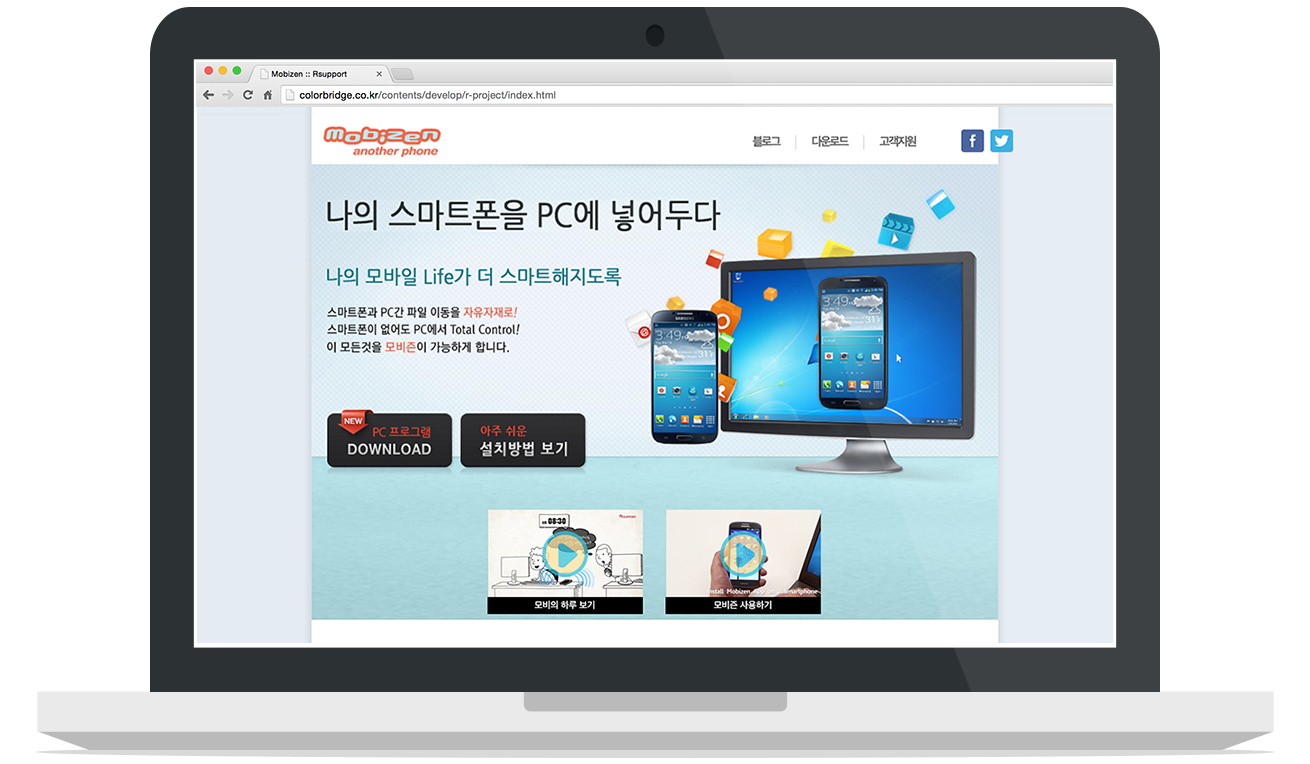 Mobizen :: Rsupport
colorbridge.co.kr/contents/develop/r-project/index.html
mobizen
another phone
블로그
다운로드
고객지원
나의 스마트폰을 PC에 넣어두다
나의 모바일 Life가 더 스마트해지도록
스마트폰과 PC간 파일 이동을 자유자재로!
스마트폰이 없어도 PC에서 Total Control!
이 모든것을 모비즌이 가능하게 합니다.
NEW
PC 프로그램
DOWNLOAD
아주 쉬운
설치방법 보기
SAMSUNG
3:49
3:49
08:30
모비의 하루 보기
Install Mobizen
smartphone
모비즌 사용하기